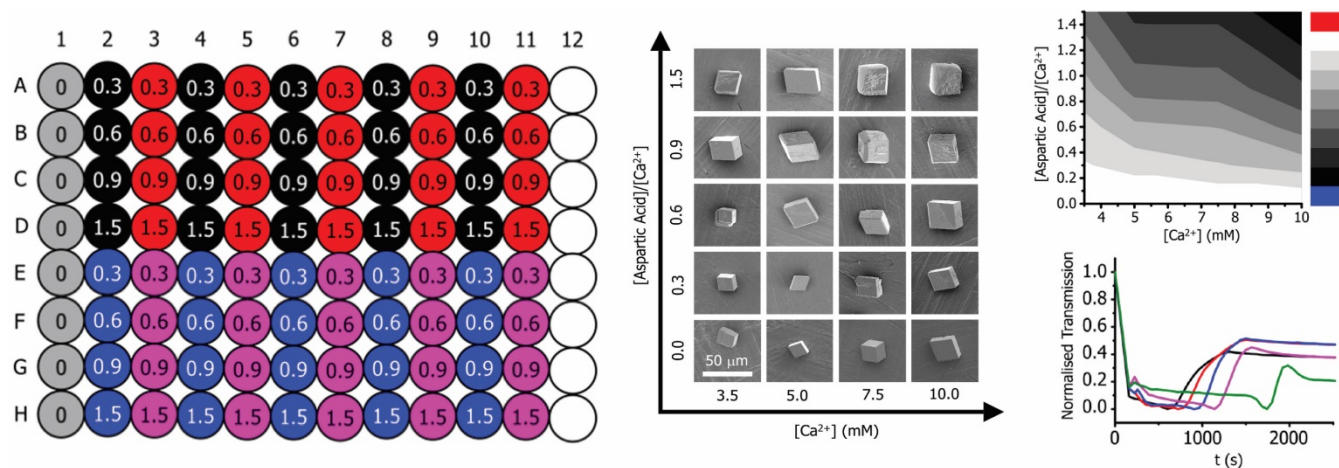 1 2 3 4 5 6 7 8 9 10 11 12
A 0 0.3 0.3 0.3 0.3 0.3 0.3 0.3 0.3 0.3 0.3
B 0 0.6 0.6 0.6 0.6 0.6 0.6 0.6 0.6 0.6 0.6
C 0 0.9 0.9 0.9 0.9 0.9 0.9 0.9 0.9 0.9 0.9
D 0 1.5 1.5 1.5 1.5 1.5 1.5 1.5 1.5 1.5 1.5
E 0 0.3 0.3 0.3 0.3 0.3 0.3 0.3 0.3 0.3 0.3
F 0 0.6 0.6 0.6 0.6 0.6 0.6 0.6 0.6 0.6 0.6
G 0 0.9 0.9 0.9 0.9 0.9 0.9 0.9 0.9 0.9 0.9
H 0 1.5 1.5 1.5 1.5 1.5 1.5 1.5 1.5 1.5 1.5
[Aspartic Acid]/[Ca²⁺]
1.5
0.9
0.6
0.3
0.0
50 μm
3.5 5.0 7.5 10.0
[Ca²⁺] (mM)
[Aspartic Acid]/[Ca²⁺]
1.4
1.2
1.0
0.8
0.6
0.4
0.2
0.0
4 5 6 7 8 9 10
[Ca²⁺] (mM)
Normalised Transmission
1.0
0.8
0.6
0.4
0.2
0.0
0 1000 2000
t (s)